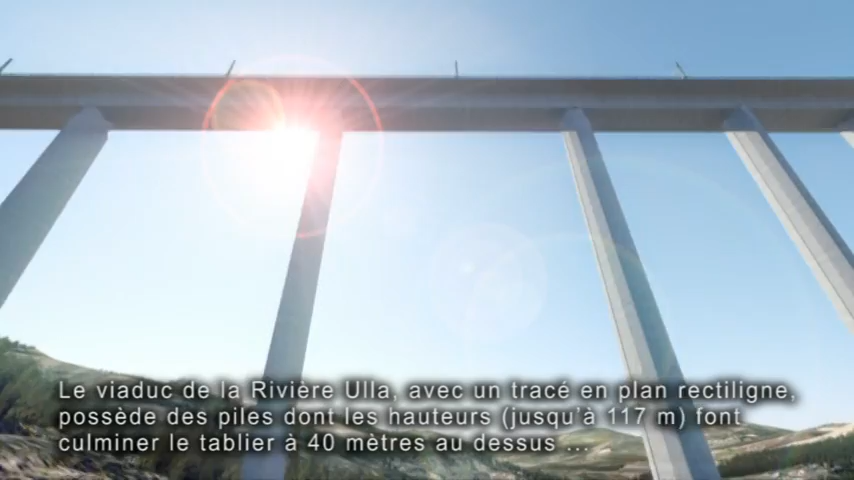 Le viaduc de la Rivière Ulla, avec un tracé en plan rectiligne,
possède des piles dont les hauteurs (jusqu'à 117 m) font
culminer le tablier à 40 mètres au dessus ...